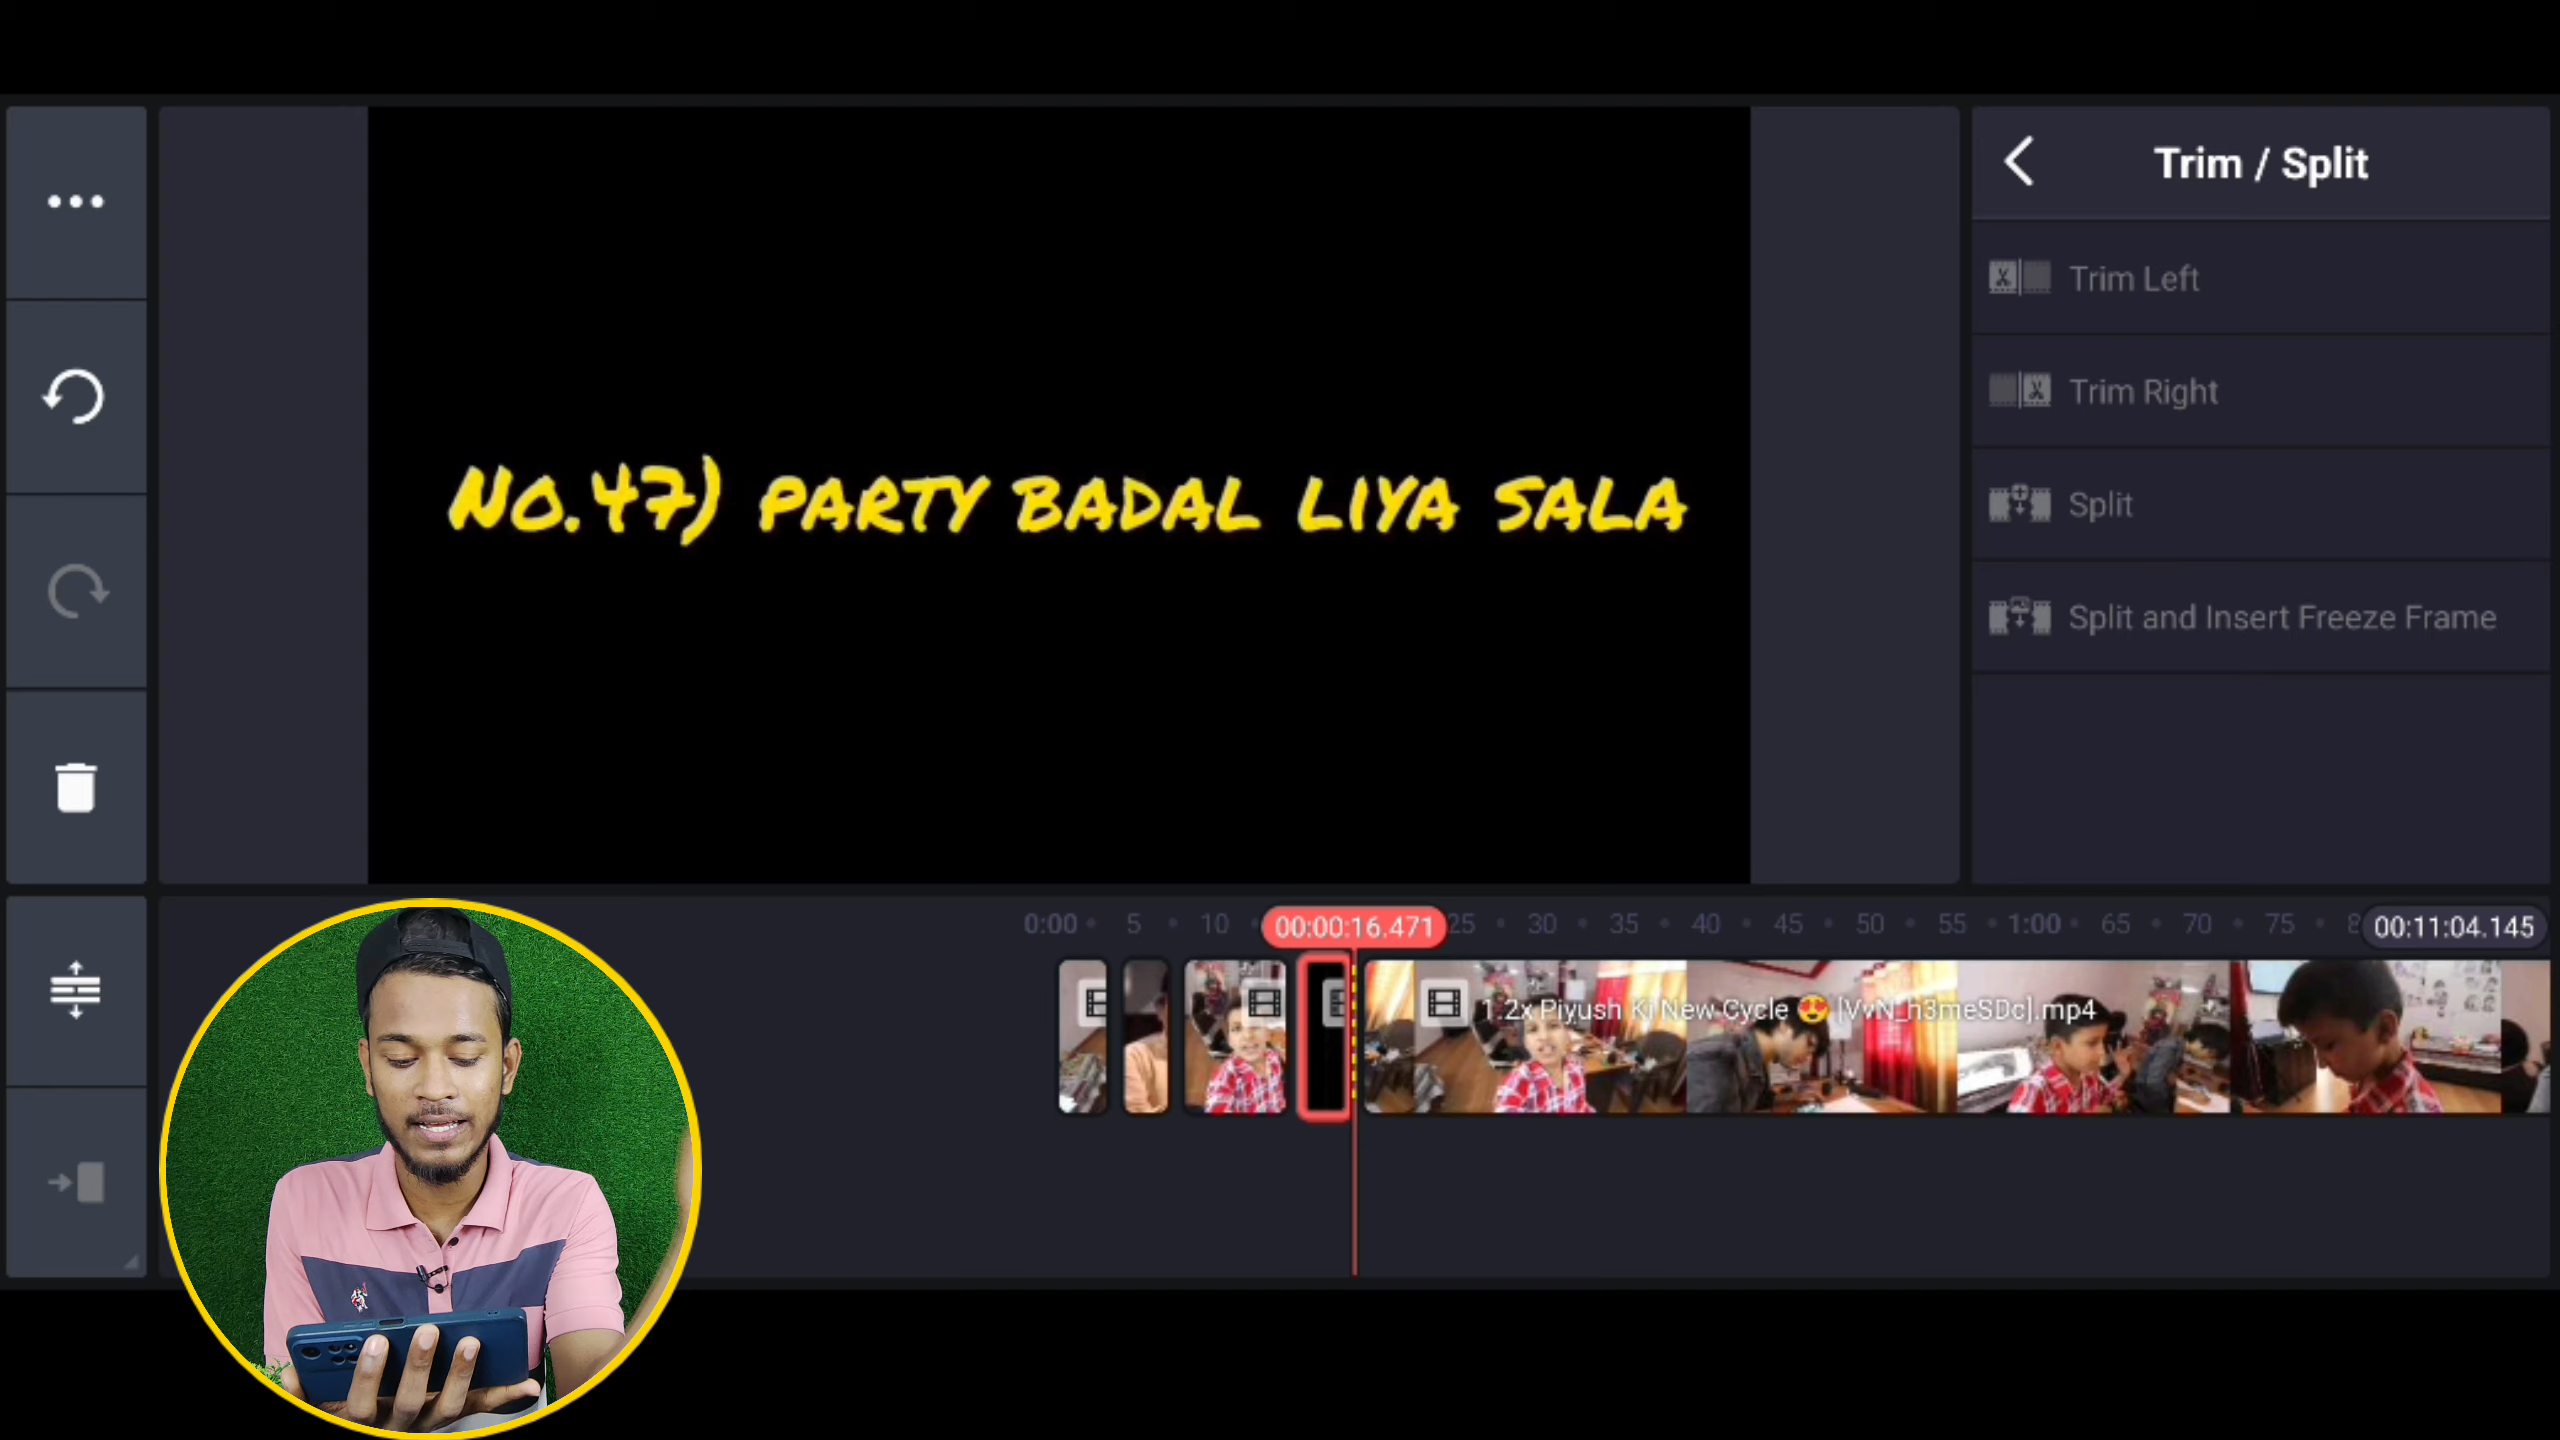 Trim / Split
Trim Left
Trim Right
Split
Split and Insert Freeze Frame
No.47) PARTY BADAL LIYA SALA
0:00 5 10 00:00:16.471 25 30 35 40 45 50 55 1:00 65 70 75 00:11:04.145
1.2x Piyush Ki New Cycle 😍 [VvN_h3meSDc].mp4